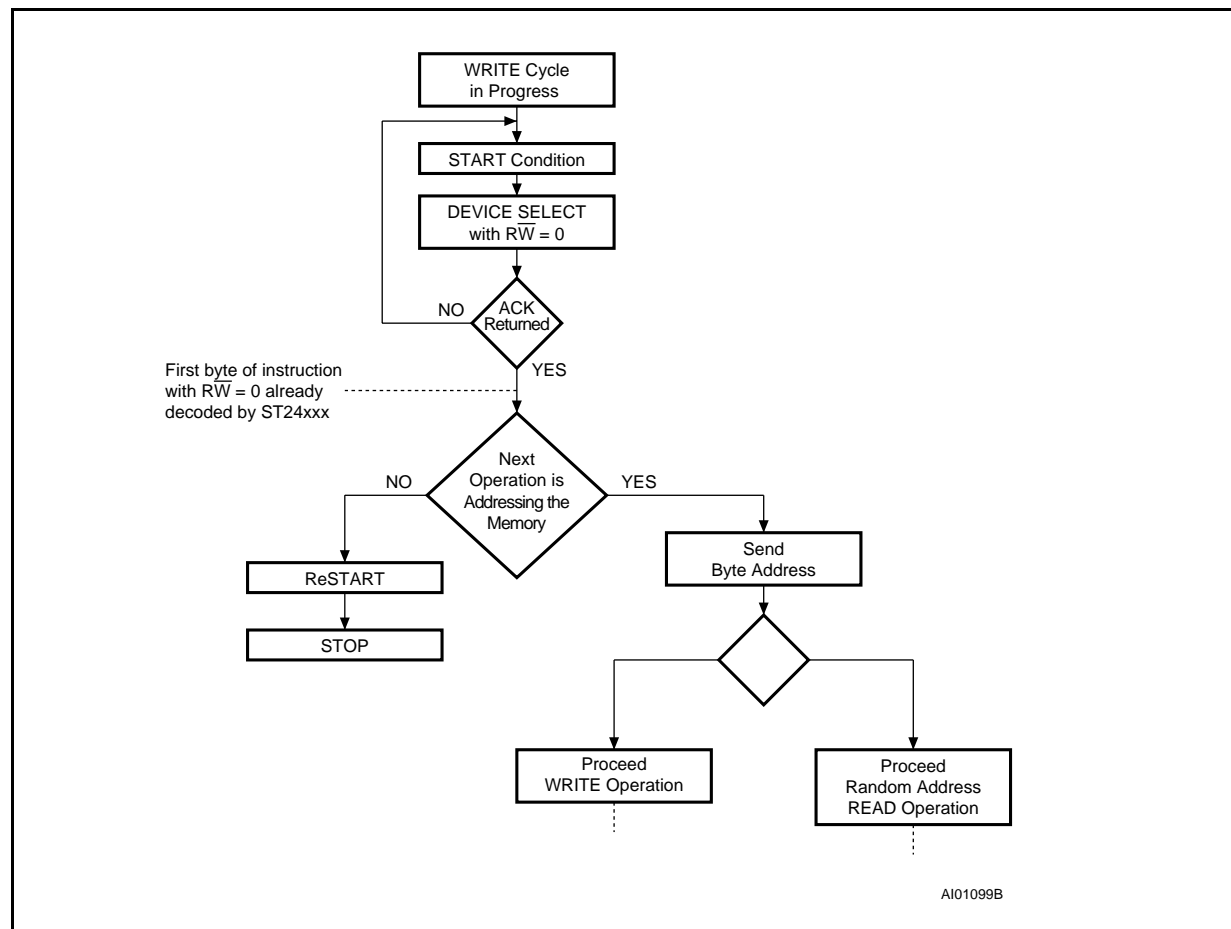 WRITE Cycle
in Progress
START Condition
DEVICE SELECT
with RW̅ = 0
NO
ACK
Returned
YES
First byte of instruction
with RW̅ = 0 already
decoded by ST24xxx
Next
Operation is
Addressing the
Memory
NO
YES
Send
Byte Address
ReSTART
STOP
Proceed
WRITE Operation
Proceed
Random Address
READ Operation
AI01099B